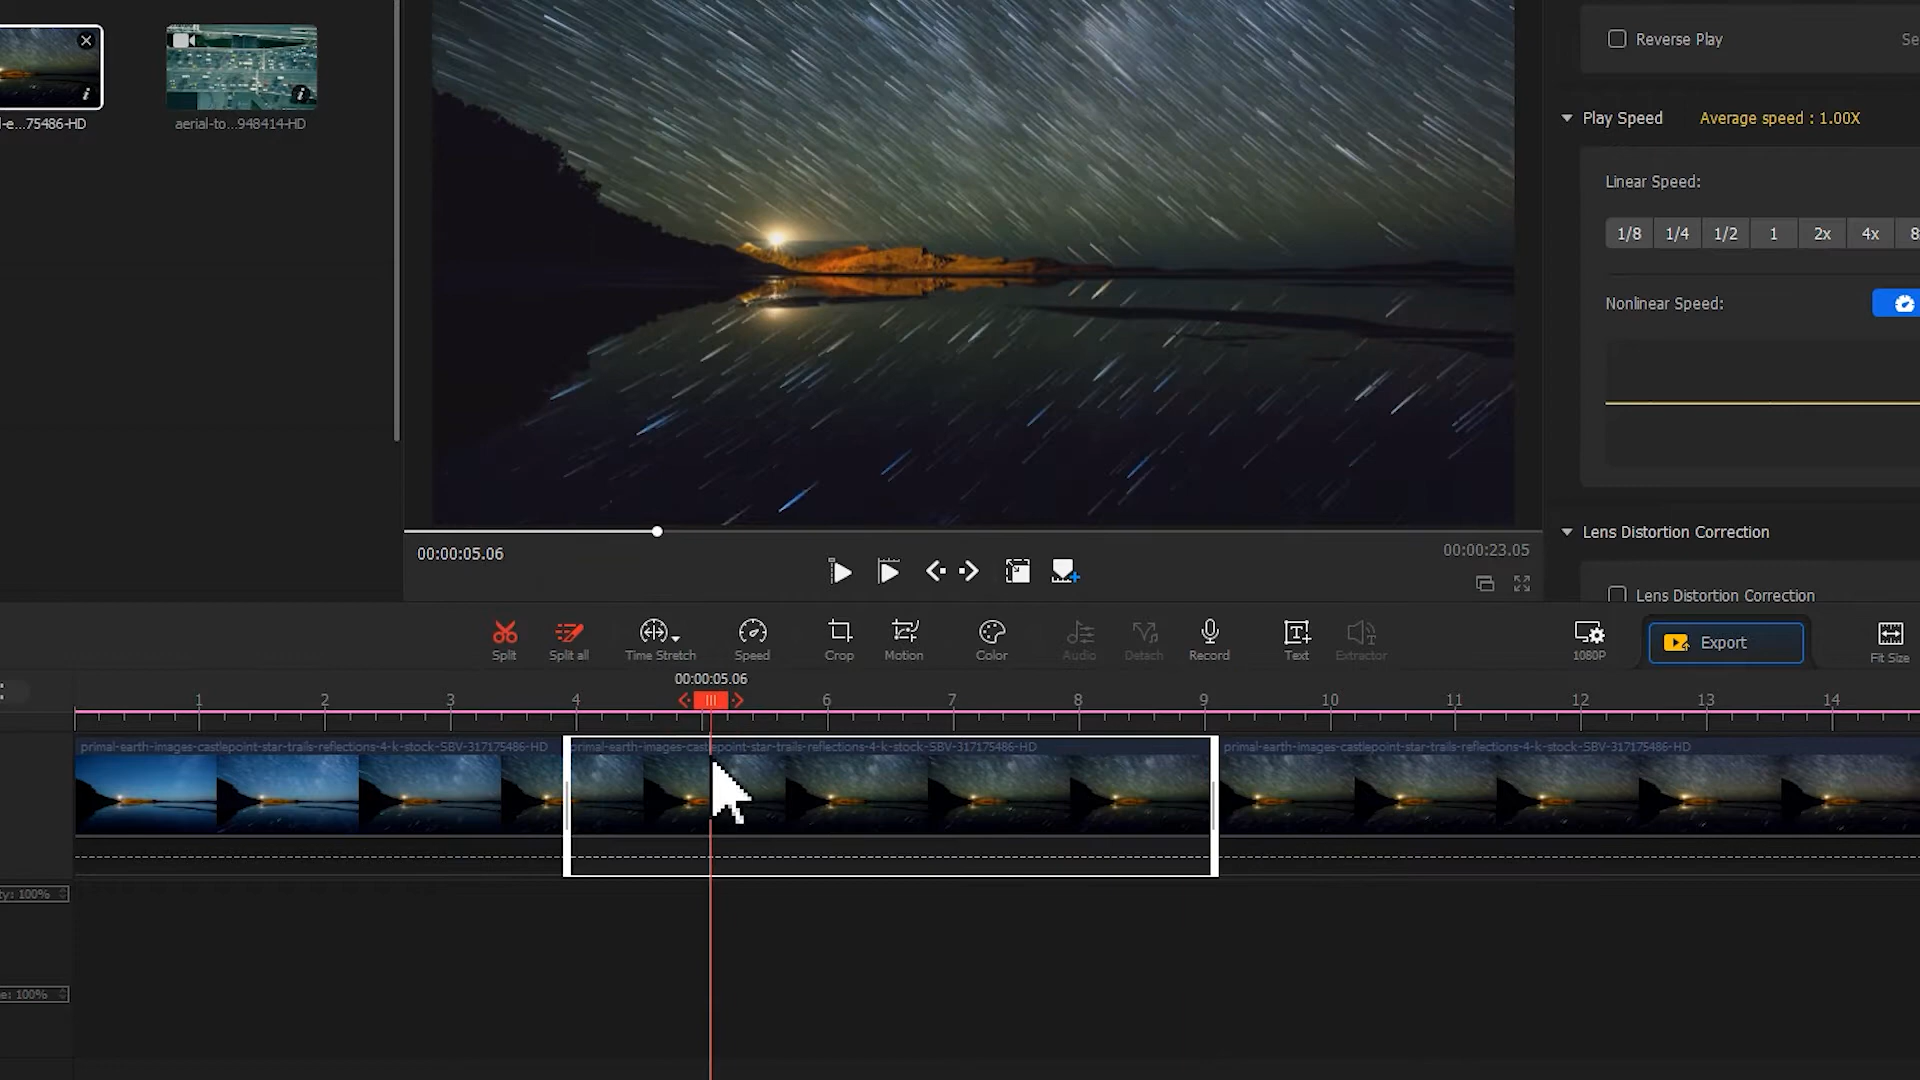 Reverse Play
Se
-e...75486-HD
aerial-to...948414-HD
Play Speed
Average speed : 1.00X
Linear Speed:
1/8 1/4 1/2 1 2x 4x 8
Nonlinear Speed:
Lens Distortion Correction
00:00:05.06
00:00:23.05
Lens Distortion Correction
Split
Split all
Time Stretch
Speed
Crop
Motion
Color
Audio
Detach
Record
Text
Extractor
1080P
Export
Fit Size
00:00:05.06
1 2 3 4 6 7 8 9 10 11 12 13 14
primal-earth-images-castlepoint-star-trails-reflections-4-k-stock-SBV-317175486-HD
primal-earth-images-castlepoint-star-trails-reflections-4-k-stock-SBV-317175486-HD
primal-earth-images-castlepoint-star-trails-reflections-4-k-stock-SBV-317175486-HD
ty: 100%
e: 100%